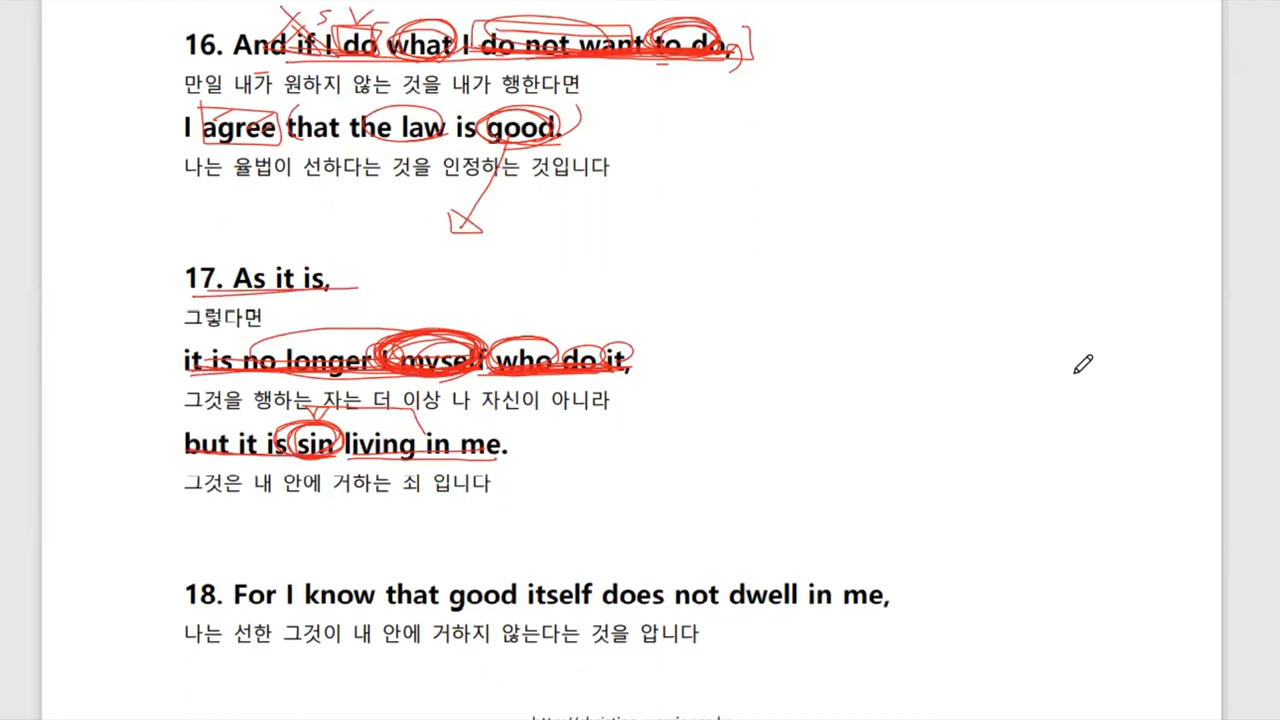 16. And if I do what I do not want to do,
만일 내가 원하지 않는 것을 내가 행한다면
I agree that the law is good.
나는 율법이 선하다는 것을 인정하는 것입니다
17. As it is,
그렇다면
it is no longer I myself who do it,
그것을 행하는 자는 더 이상 나 자신이 아니라
but it is sin living in me.
그것은 내 안에 거하는 죄 입니다
18. For I know that good itself does not dwell in me,
나는 선한 그것이 내 안에 거하지 않는다는 것을 압니다